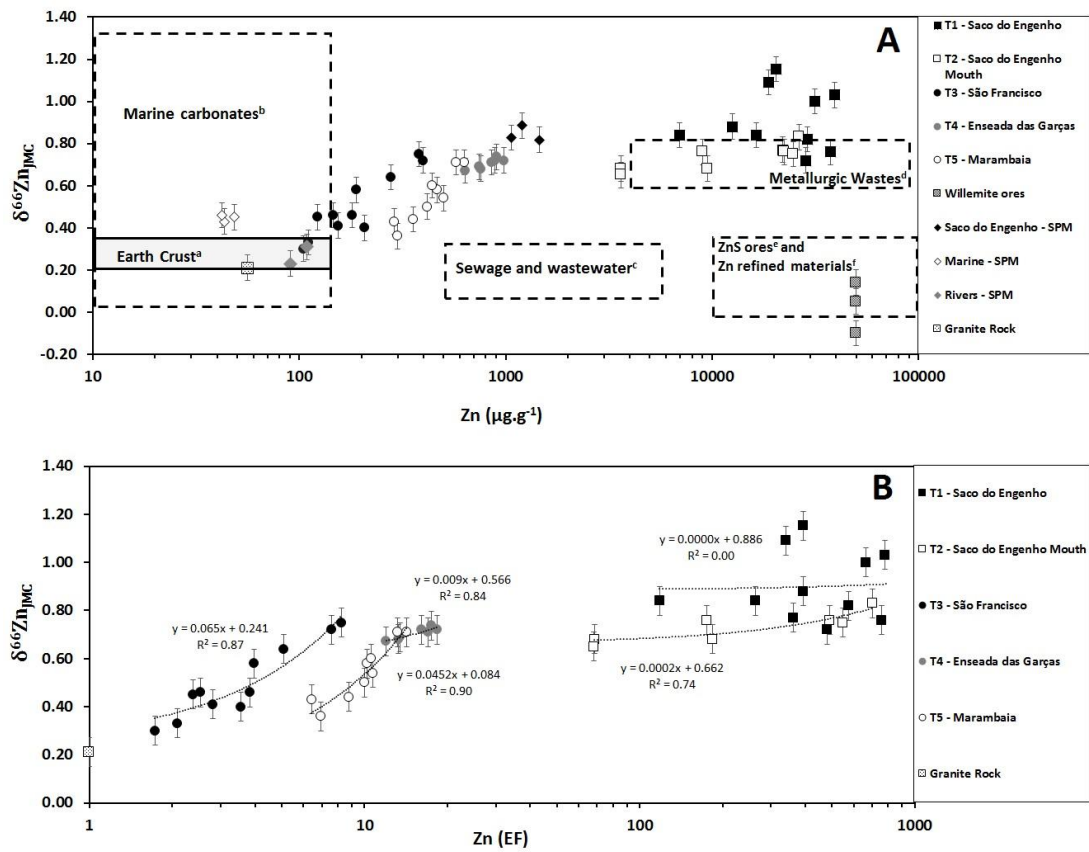 A
1.40
1.20
1.00
0.80
0.60
0.40
0.20
0.00
-0.20
δ⁶⁶Zn_JMC
10
100
1000
10000
100000
Zn (µg.g⁻¹)
Marine carbonatesᵇ
Earth Crustᵃ
Sewage and wastewaterᶜ
Metallurgic Wastesᵈ
ZnS oresᵉ and
Zn refined materialsᶠ
T1 - Saco do Engenho
T2 - Saco do Engenho
Mouth
T3 - São Francisco
T4 - Enseada das Garças
T5 - Marambaia
Willemite ores
Saco do Engenho - SPM
Marine - SPM
Rivers - SPM
Granite Rock
B
1.40
1.20
1.00
0.80
0.60
0.40
0.20
0.00
δ⁶⁶Zn_JMC
1
10
100
1000
Zn (EF)
y = 0.065x + 0.241
R² = 0.87
y = 0.009x + 0.566
R² = 0.84
y = 0.0452x + 0.084
R² = 0.90
y = 0.0000x + 0.886
R² = 0.00
y = 0.0002x + 0.662
R² = 0.74
T1 - Saco do Engenho
T2 - Saco do Engenho Mouth
T3 - São Francisco
T4 - Enseada das Garças
T5 - Marambaia
Granite Rock